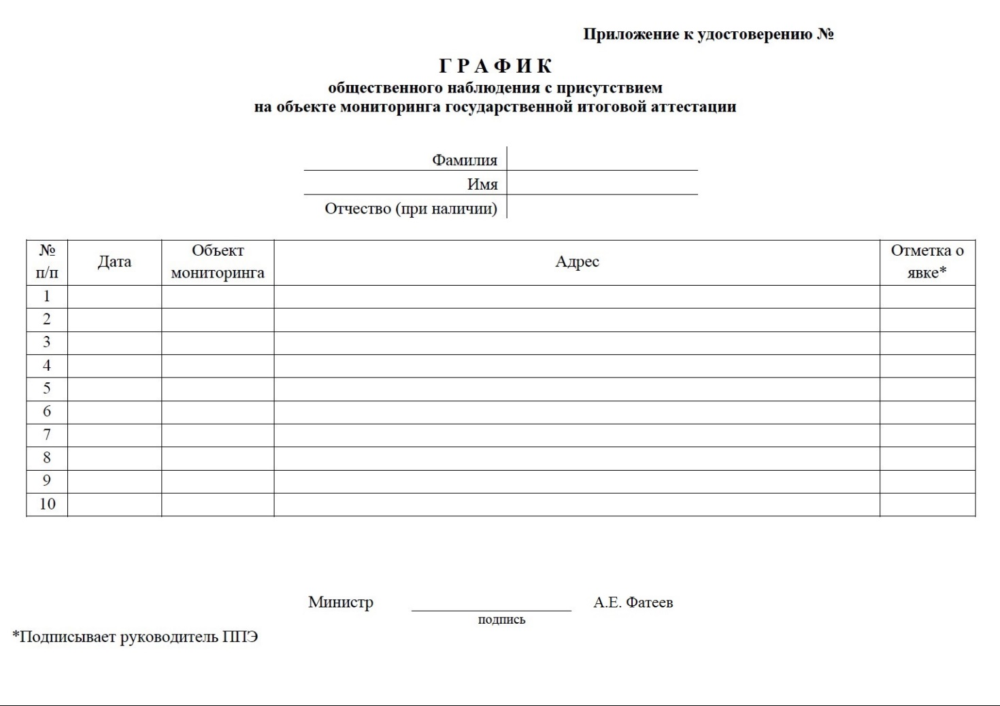 Приложение к удостоверению №
Г Р А Ф И К
общественного наблюдения с присутствием
на объекте мониторинга государственной итоговой аттестации
Фамилия
Имя
Отчество (при наличии)
№ п/п Дата Объект мониторинга Адрес Отметка о явке*
1
2
3
4
5
6
7
8
9
10
Министр А.Е. Фатеев
подпись
*Подписывает руководитель ППЭ